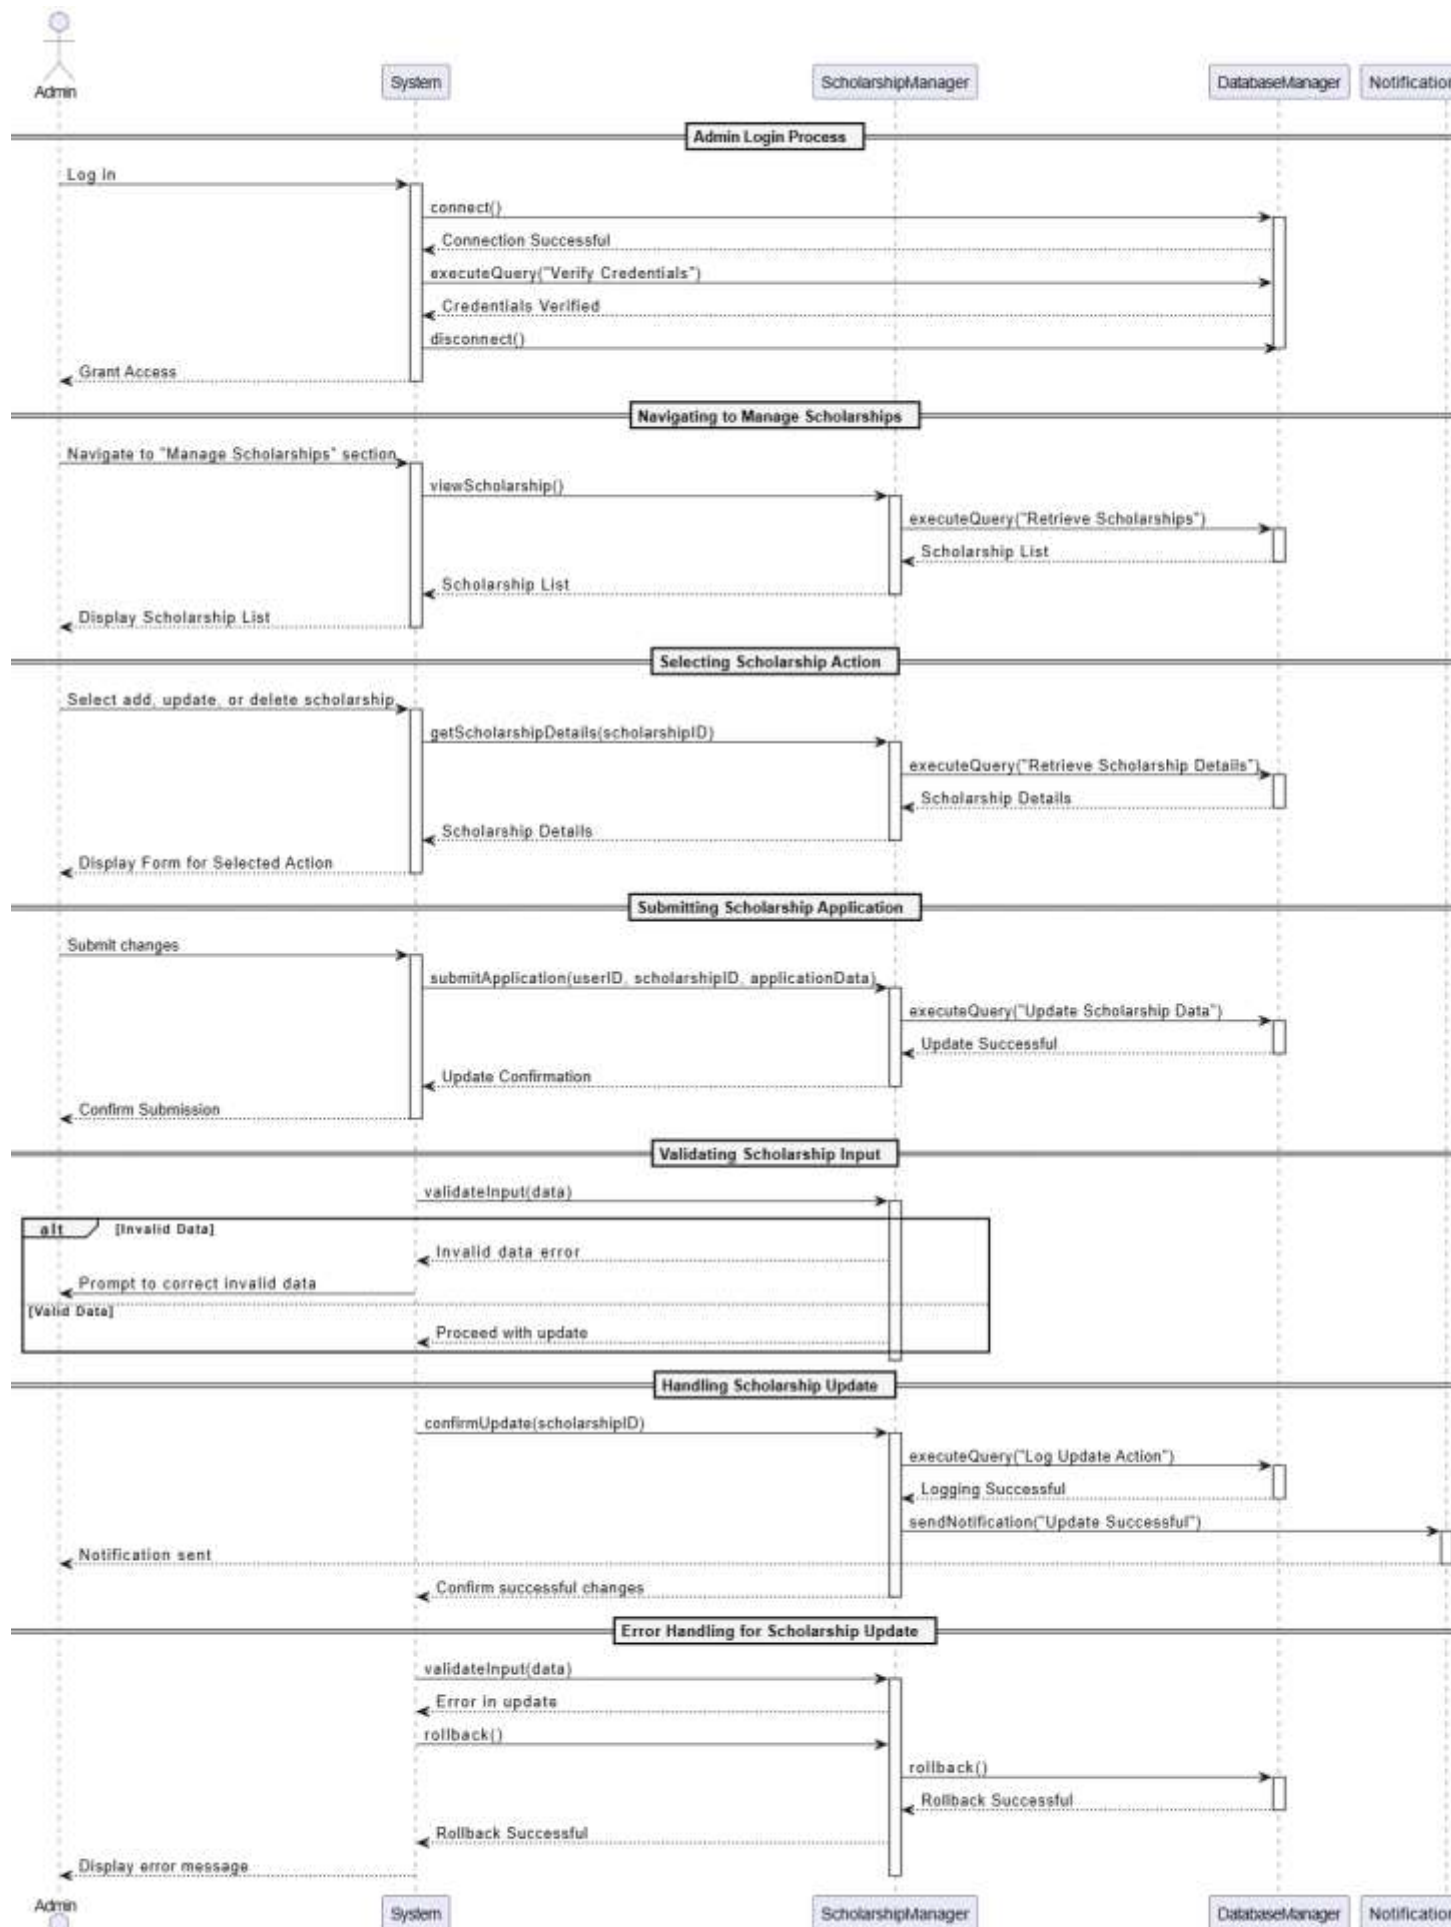 Admin
System
ScholarshipManager
DatabaseManager
Notification
Admin Login Process
Log in
connect()
Connection Successful
executeQuery("Verify Credentials")
Credentials Verified
disconnect()
Grant Access
Navigating to Manage Scholarships
Navigate to "Manage Scholarships" section
viewScholarship()
executeQuery("Retrieve Scholarships")
Scholarship List
Scholarship List
Display Scholarship List
Selecting Scholarship Action
Select add, update, or delete scholarship
getScholarshipDetails(scholarshipID)
executeQuery("Retrieve Scholarship Details")
Scholarship Details
Scholarship Details
Display Form for Selected Action
Submitting Scholarship Application
Submit changes
submitApplication(userID, scholarshipID, applicationData)
executeQuery("Update Scholarship Data")
Update Successful
Update Confirmation
Confirm Submission
Validating Scholarship Input
validateInput(data)
alt [Invalid Data]
Invalid data error
Prompt to correct invalid data
[Valid Data]
Proceed with update
Handling Scholarship Update
confirmUpdate(scholarshipID)
executeQuery("Log Update Action")
Logging Successful
sendNotification("Update Successful")
Notification sent
Confirm successful changes
Error Handling for Scholarship Update
validateInput(data)
Error in update
rollback()
rollback()
Rollback Successful
Rollback Successful
Display error message
Admin
System
ScholarshipManager
DatabaseManager
Notification